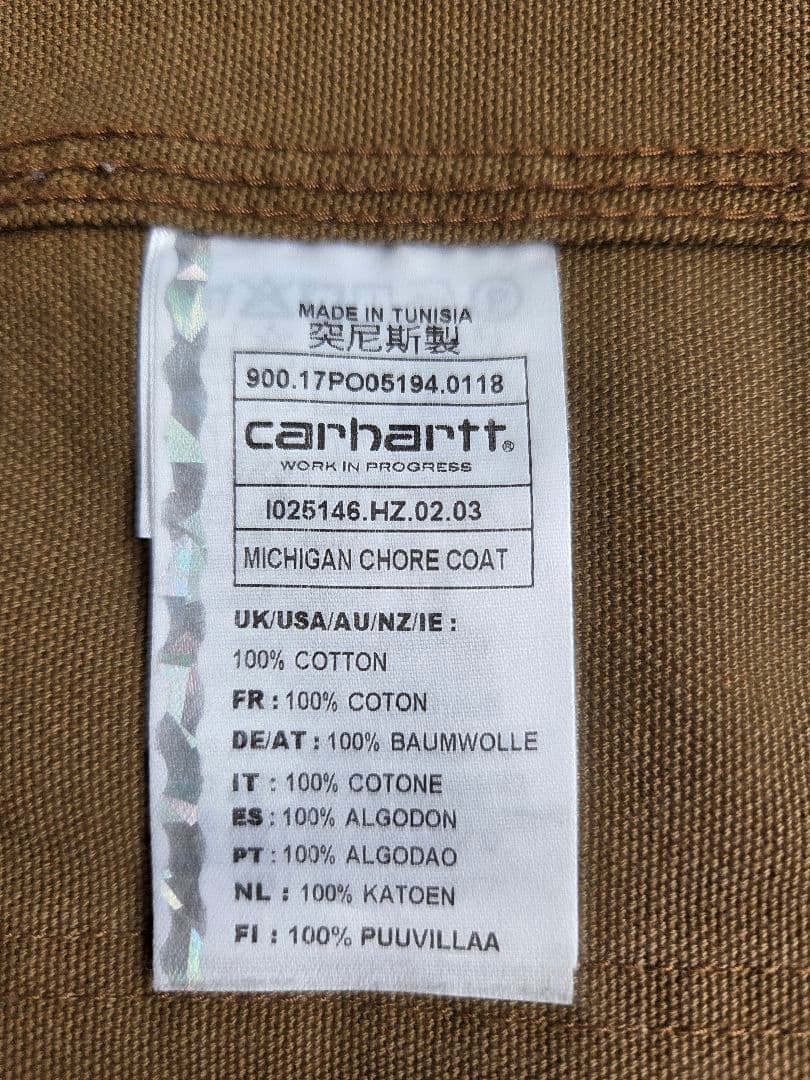 MADE IN TUNISIA
突尼斯製
900.17PO05194.0118
carhartt®
WORK IN PROGRESS
I025146.HZ.02.03
MICHIGAN CHORE COAT
UK/USA/AU/NZ/IE :
100% COTTON
FR : 100% COTON
DE/AT : 100% BAUMWOLLE
IT : 100% COTONE
ES : 100% ALGODON
PT : 100% ALGODAO
NL : 100% KATOEN
FI : 100% PUUVILLAA